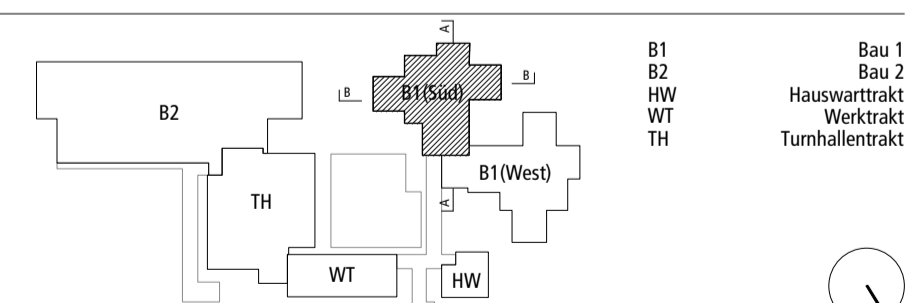 A
B1 Bau 1
B2 Bau 2
HW Hauswarttrakt
WT Werktrakt
TH Turnhallentrakt
B
B
B1(Süd)
B2
B1(West)
TH
A
WT
HW